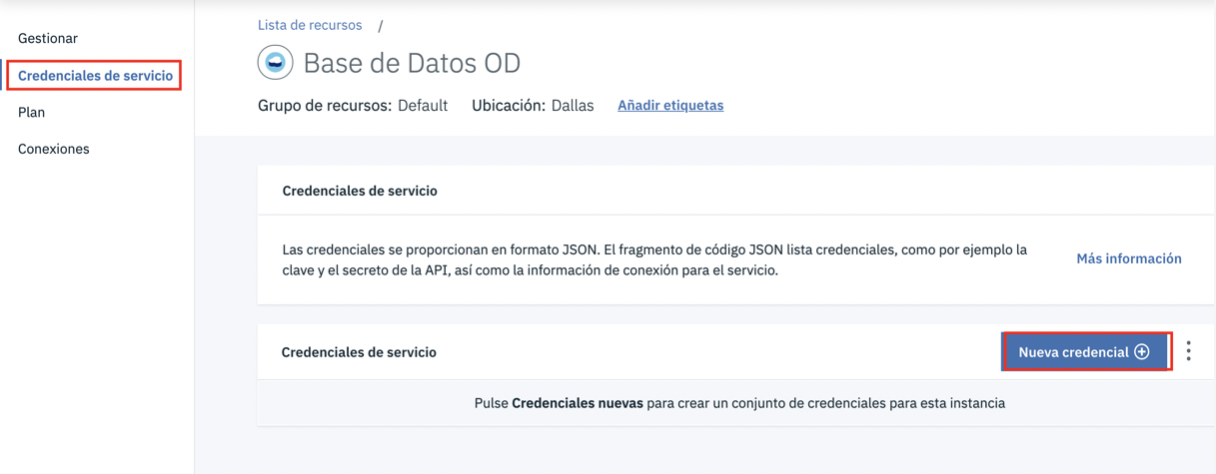 Gestionar
Credenciales de servicio
Plan
Conexiones
Lista de recursos /
Base de Datos OD
Grupo de recursos: Default Ubicación: Dallas Añadir etiquetas
Credenciales de servicio
Las credenciales se proporcionan en formato JSON. El fragmento de código JSON lista credenciales, como por ejemplo la
clave y el secreto de la API, así como la información de conexión para el servicio.
Más información
Credenciales de servicio
Nueva credencial
Pulse Credenciales nuevas para crear un conjunto de credenciales para esta instancia